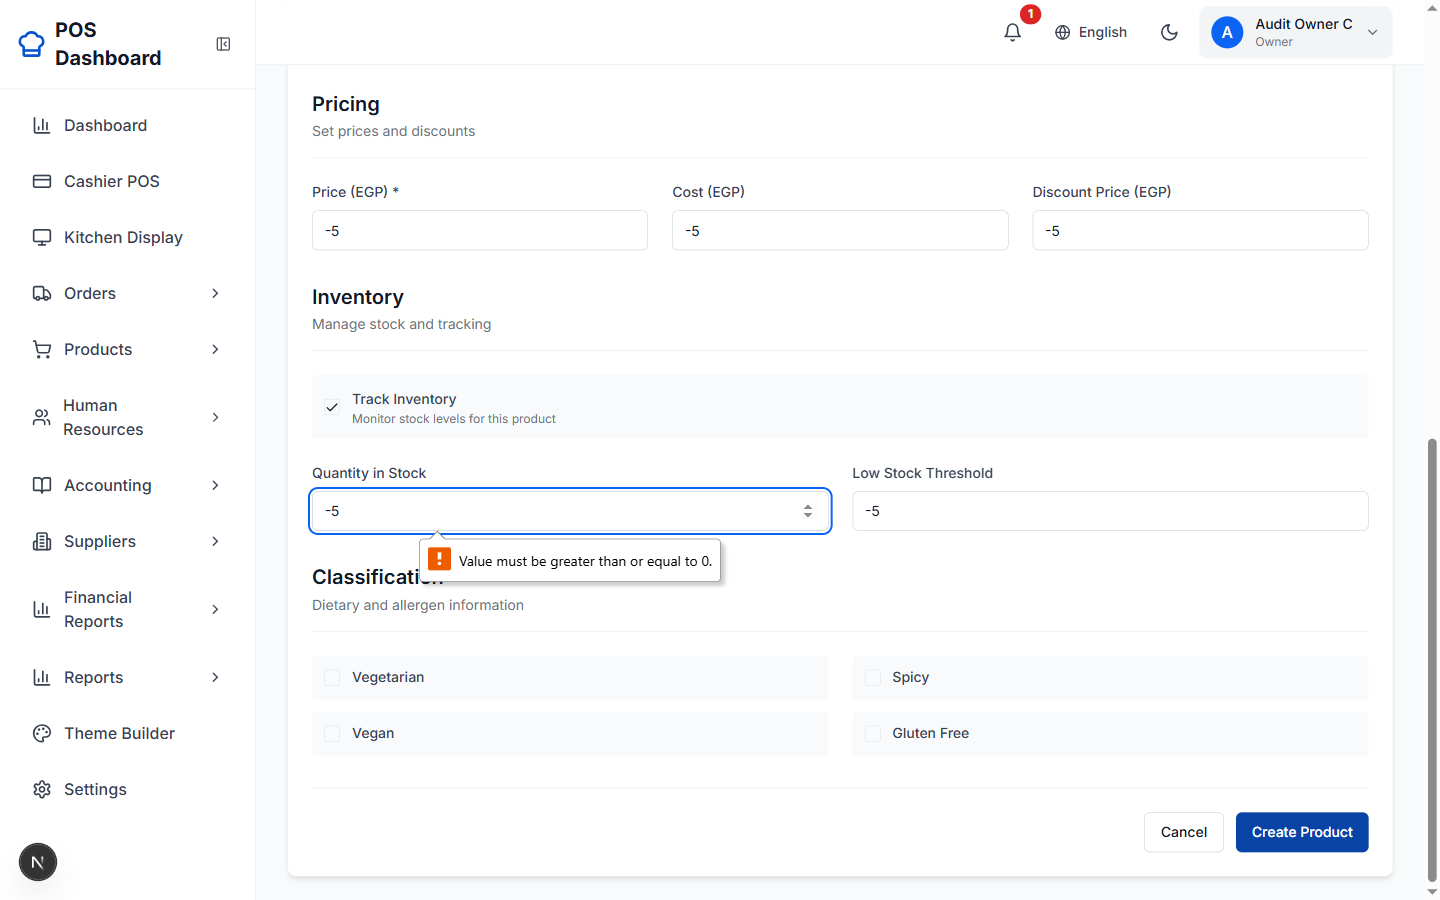 POS
Dashboard
1
English
A
Audit Owner C
Owner
Dashboard
Cashier POS
Kitchen Display
Orders
Products
Human
Resources
Accounting
Suppliers
Financial
Reports
Reports
Theme Builder
Settings
N
Pricing
Set prices and discounts
Price (EGP) *
Cost (EGP)
Discount Price (EGP)
-5
-5
-5
Inventory
Manage stock and tracking
Track Inventory
Monitor stock levels for this product
Quantity in Stock
Low Stock Threshold
-5
-5
! Value must be greater than or equal to 0.
Classification
Dietary and allergen information
Vegetarian
Spicy
Vegan
Gluten Free
Cancel
Create Product